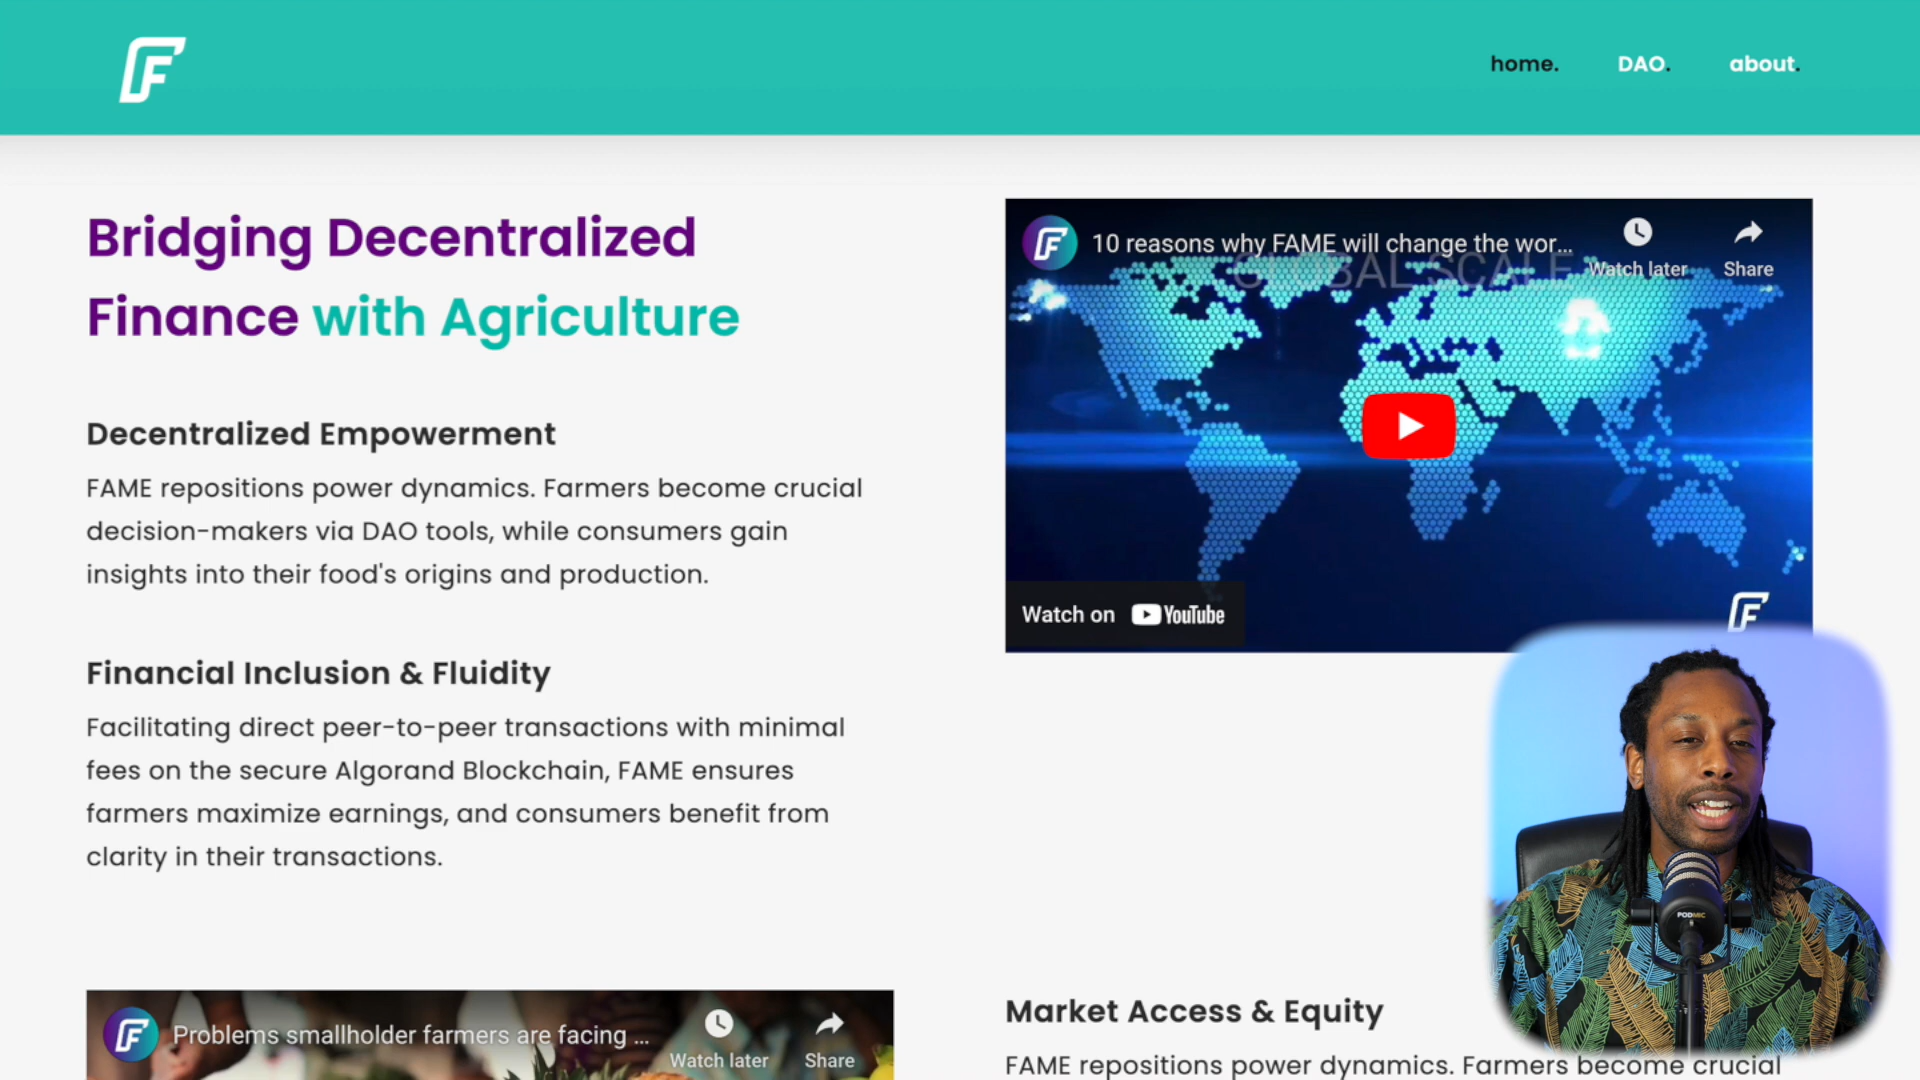 home.
DAO.
about.
Bridging Decentralized
Finance with Agriculture
Decentralized Empowerment
FAME repositions power dynamics. Farmers become crucial
decision-makers via DAO tools, while consumers gain
insights into their food's origins and production.
Financial Inclusion & Fluidity
Facilitating direct peer-to-peer transactions with minimal
fees on the secure Algorand Blockchain, FAME ensures
farmers maximize earnings, and consumers benefit from
clarity in their transactions.
10 reasons why FAME will change the wor...
Watch later
Share
GLOBAL SCALE
Watch on YouTube
PODMIC
Problems smallholder farmers are facing ...
Watch later
Share
Market Access & Equity
FAME repositions power dynamics. Farmers become crucial